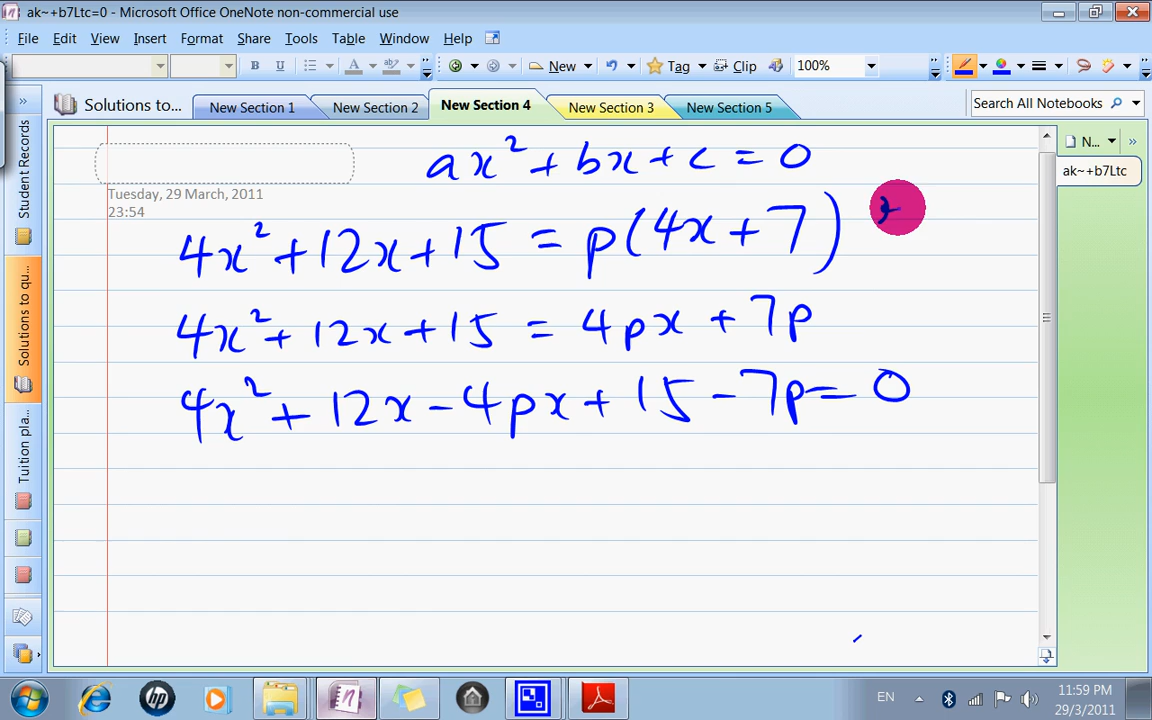 ak~+b7Ltc=0 - Microsoft Office OneNote non-commercial use
File Edit View Insert Format Share Tools Table Window Help
B U A aby New Tag Clip 100%
» Solutions to... New Section 1 New Section 2 New Section 4 New Section 3 New Section 5 Search All Notebooks
N... »
ak~+b7Ltc
Student Records
Solutions to qu...
Tuition pla...
Tuesday, 29 March, 2011
23:54
ax² + bx + c = 0
4x² + 12x + 15 = p(4x + 7)
4x² + 12x + 15 = 4px + 7p
4x² + 12x - 4px + 15 - 7p = 0
EN 11:59 PM
29/3/2011